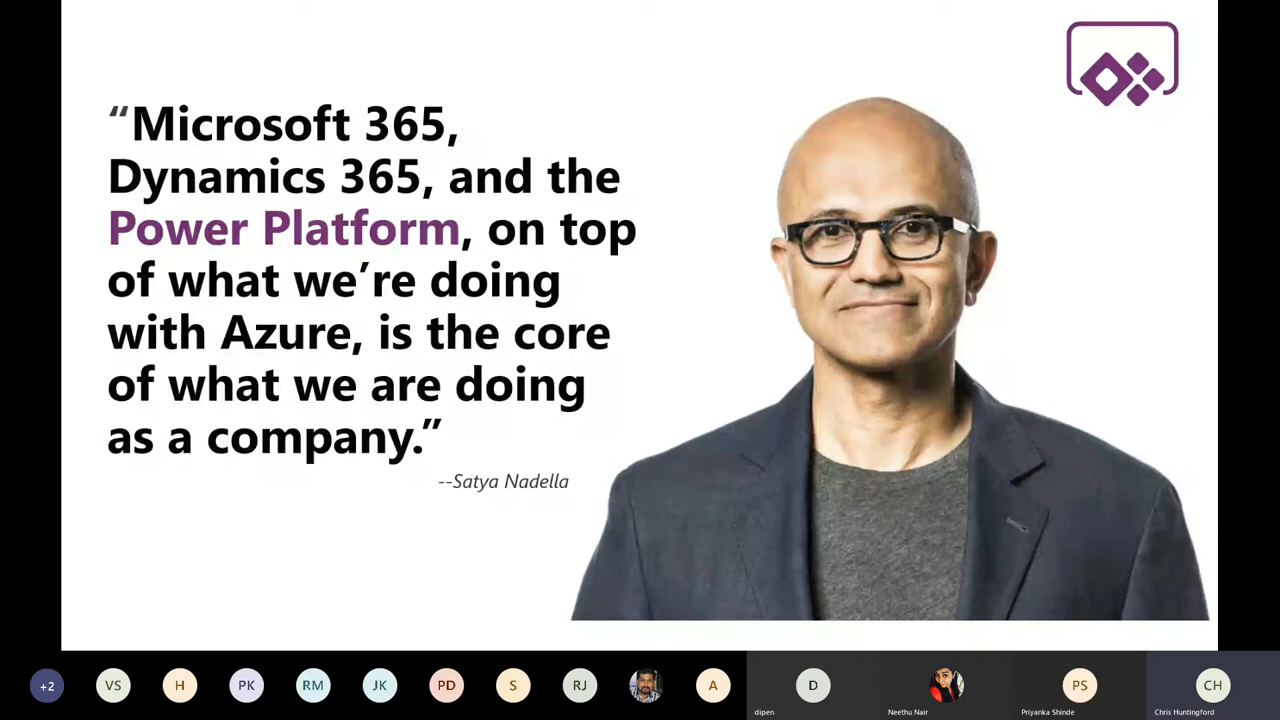 “Microsoft 365,
Dynamics 365, and the
Power Platform, on top
of what we’re doing
with Azure, is the core
of what we are doing
as a company.”
--Satya Nadella
+2
VS
H
PK
RM
JK
PD
S
RJ
A
D
dipen
Neethu Nair
PS
Priyanka Shinde
CH
Chris Huntingford